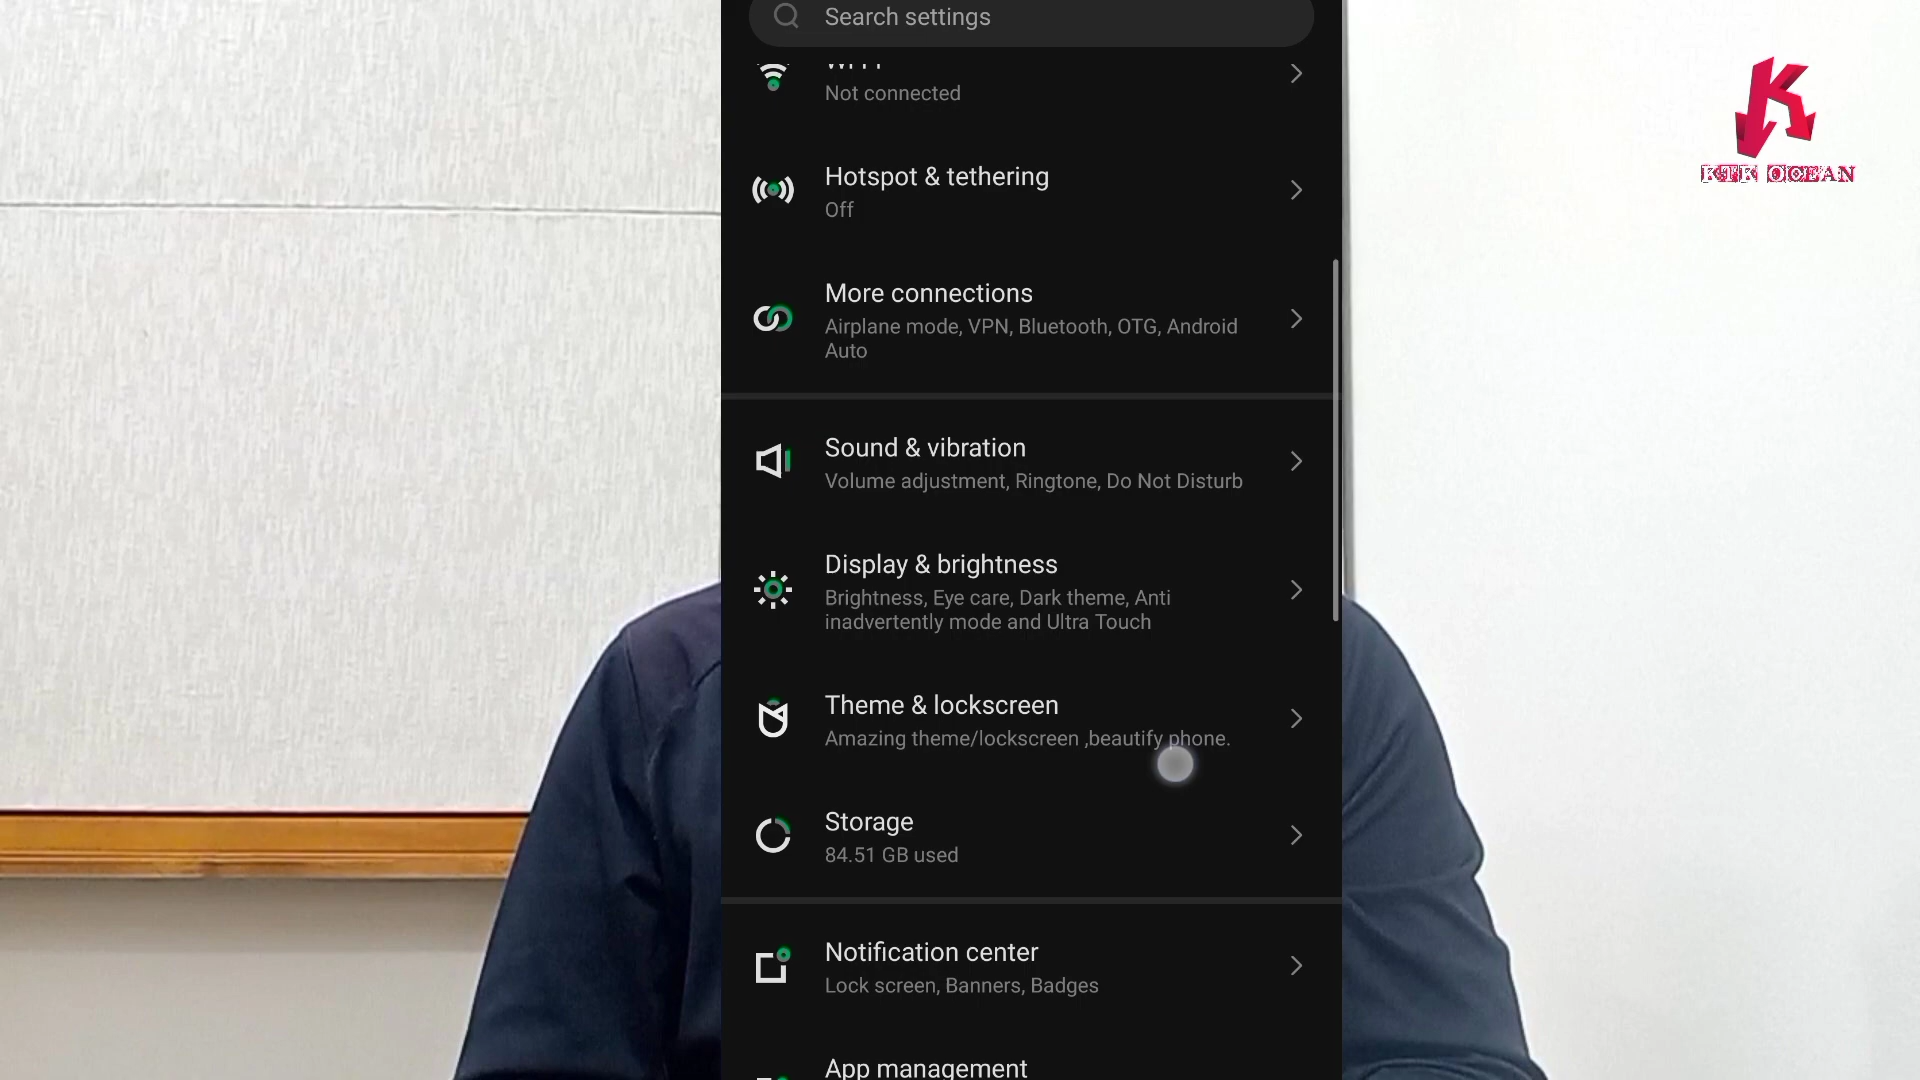 Search settings
KTK OCEAN
Not connected
Hotspot & tethering
Off
More connections
Airplane mode, VPN, Bluetooth, OTG, Android
Auto
Sound & vibration
Volume adjustment, Ringtone, Do Not Disturb
Display & brightness
Brightness, Eye care, Dark theme, Anti
inadvertently mode and Ultra Touch
Theme & lockscreen
Amazing theme/lockscreen ,beautify phone.
Storage
84.51 GB used
Notification center
Lock screen, Banners, Badges
App management